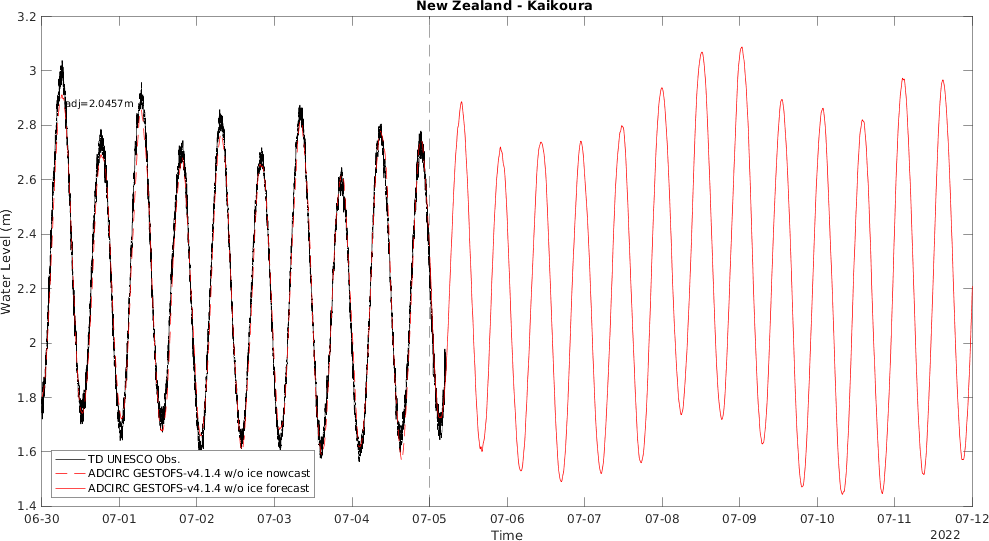 New Zealand - Kaikoura
3.2
3
2.8
2.6
2.4
2.2
2
1.8
1.6
1.4
Water Level (m)
adj=2.0457m
TD UNESCO Obs.
ADCIRC GESTOFS-v4.1.4 w/o ice nowcast
ADCIRC GESTOFS-v4.1.4 w/o ice forecast
06-30 07-01 07-02 07-03 07-04 07-05 07-06 07-07 07-08 07-09 07-10 07-11 07-12
Time
2022